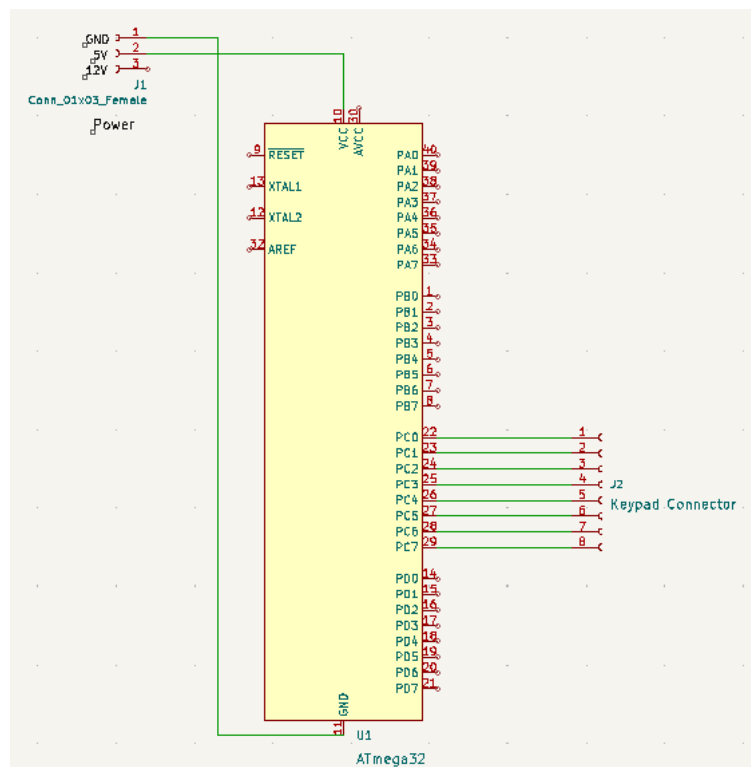 GND 1
5V 2
12V 3
J1
Conn_01x03_Female
Power
10 VCC
30 AVCC
9 RESET
13 XTAL1
12 XTAL2
32 AREF
PA0 40
PA1 39
PA2 38
PA3 37
PA4 36
PA5 35
PA6 34
PA7 33
PB0 1
PB1 2
PB2 3
PB3 4
PB4 5
PB5 6
PB6 7
PB7 8
PC0 22 1
PC1 23 2
PC2 24 3
PC3 25 4
PC4 26 5
PC5 27 6
PC6 28 7
PC7 29 8
J2
Keypad Connector
PD0 14
PD1 15
PD2 16
PD3 17
PD4 18
PD5 19
PD6 20
PD7 21
GND 11
U1
ATmega32